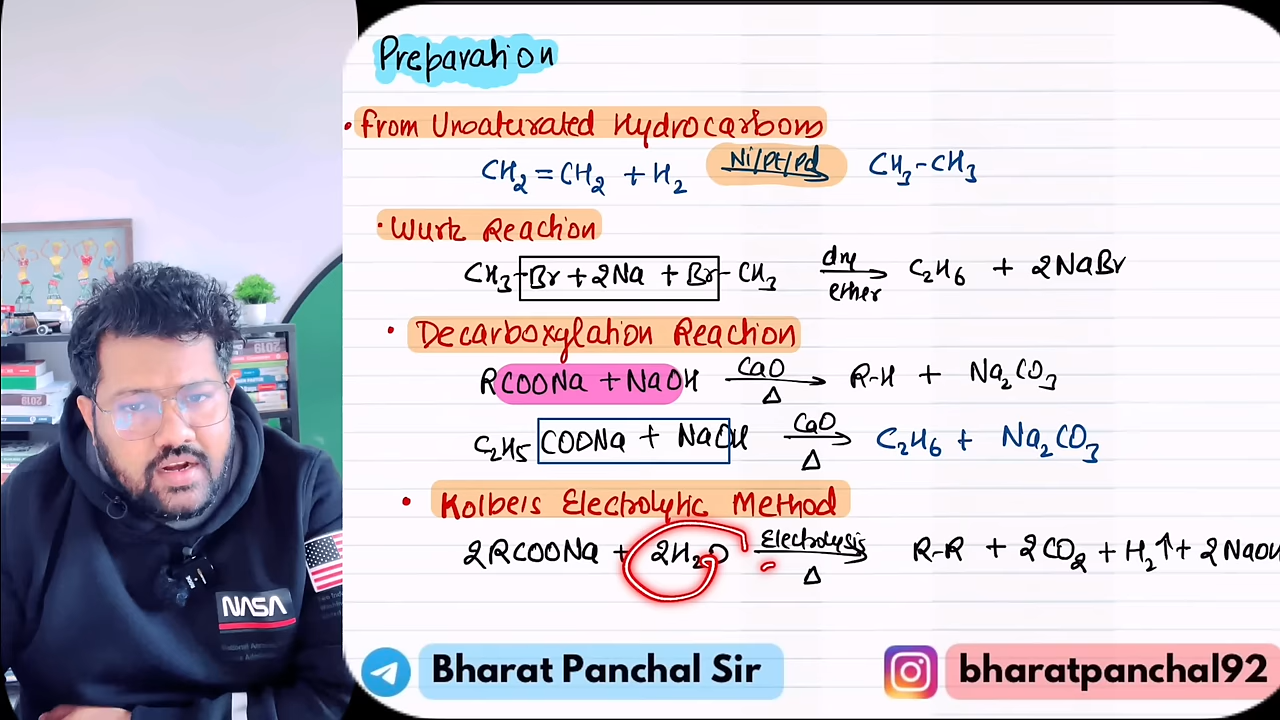 Preparation
• From Unsaturated Hydrocarbons
CH₂ = CH₂ + H₂ Ni/Pt/Pd CH₃-CH₃
• Wurtz Reaction
CH₃-Br + 2Na + Br-CH₃ dry ether C₂H₆ + 2NaBr
• Decarboxylation Reaction
RCOONa + NaOH CaO Δ R-H + Na₂CO₃
C₂H₅ COONa + NaOH CaO Δ C₂H₆ + Na₂CO₃
• Kolbeis Electrolytic Method
2RCOONa + 2H₂O Electrolysis Δ R-R + 2CO₂ + H₂↑ + 2NaOH
NASA
2019
Bharat Panchal Sir
bharatpanchal92